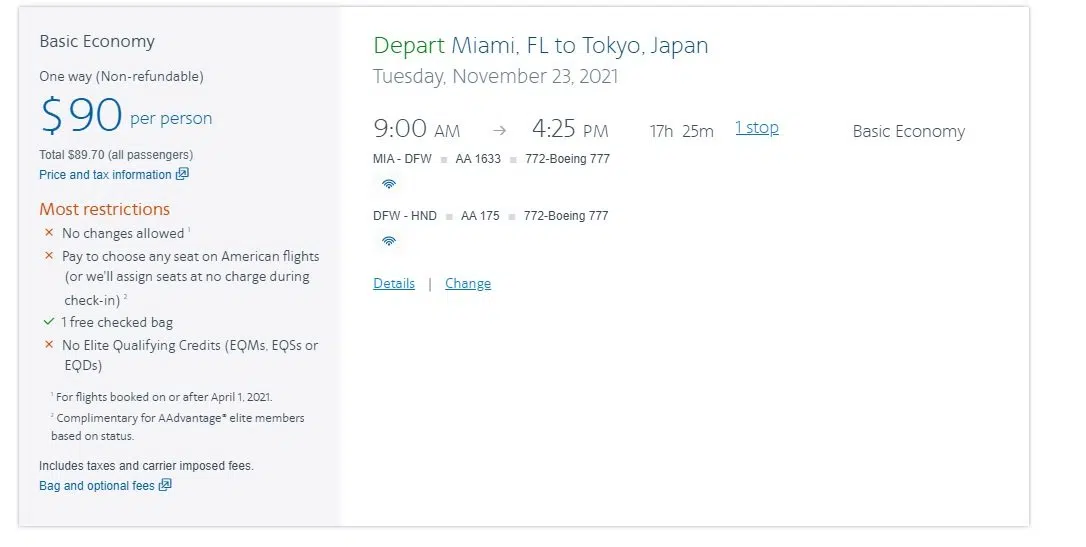 Basic Economy
One way (Non-refundable)
$90 per person
Total $89.70 (all passengers)
Price and tax information
Most restrictions
No changes allowed ¹
Pay to choose any seat on American flights
(or we'll assign seats at no charge during
check-in) ²
1 free checked bag
No Elite Qualifying Credits (EQMs, EQSs or
EQDs)
¹ For flights booked on or after April 1, 2021.
² Complimentary for AAdvantage® elite members
based on status.
Includes taxes and carrier imposed fees.
Bag and optional fees
Depart Miami, FL to Tokyo, Japan
Tuesday, November 23, 2021
9:00 AM → 4:25 PM 17h 25m 1 stop Basic Economy
MIA - DFW ■ AA 1633 ■ 772-Boeing 777
DFW - HND ■ AA 175 ■ 772-Boeing 777
Details | Change